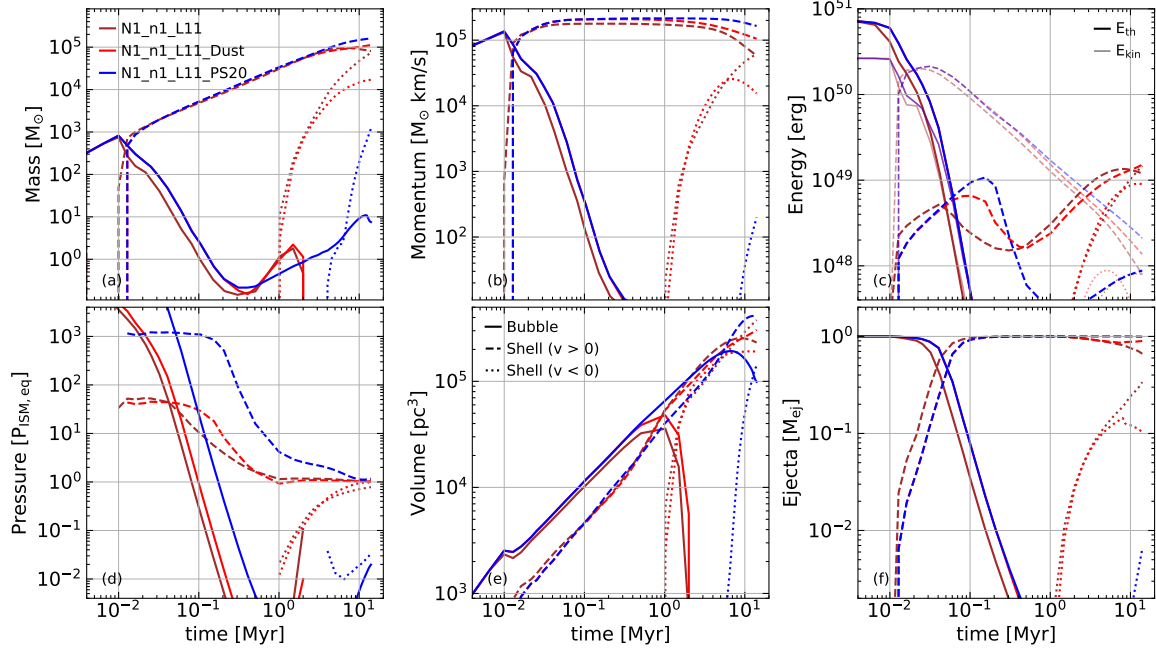 Mass [M⊙]
10⁵
10⁴
10³
10²
10¹
10⁰
N1_n1_L11
N1_n1_L11_Dust
N1_n1_L11_PS20
(a)
Momentum [M⊙ km/s]
10⁵
10⁴
10³
10²
(b)
Energy [erg]
10⁵¹
10⁵⁰
10⁴⁹
10⁴⁸
E_th
E_kin
(c)
Pressure [P_ISM, eq]
10³
10²
10¹
10⁰
10⁻¹
10⁻²
(d)
10⁻² 10⁻¹ 10⁰ 10¹
time [Myr]
Volume [pc³]
10⁵
10⁴
10³
Bubble
Shell (v > 0)
Shell (v < 0)
(e)
10⁻² 10⁻¹ 10⁰ 10¹
time [Myr]
Ejecta [M_ej]
10⁰
10⁻¹
10⁻²
(f)
10⁻² 10⁻¹ 10⁰ 10¹
time [Myr]